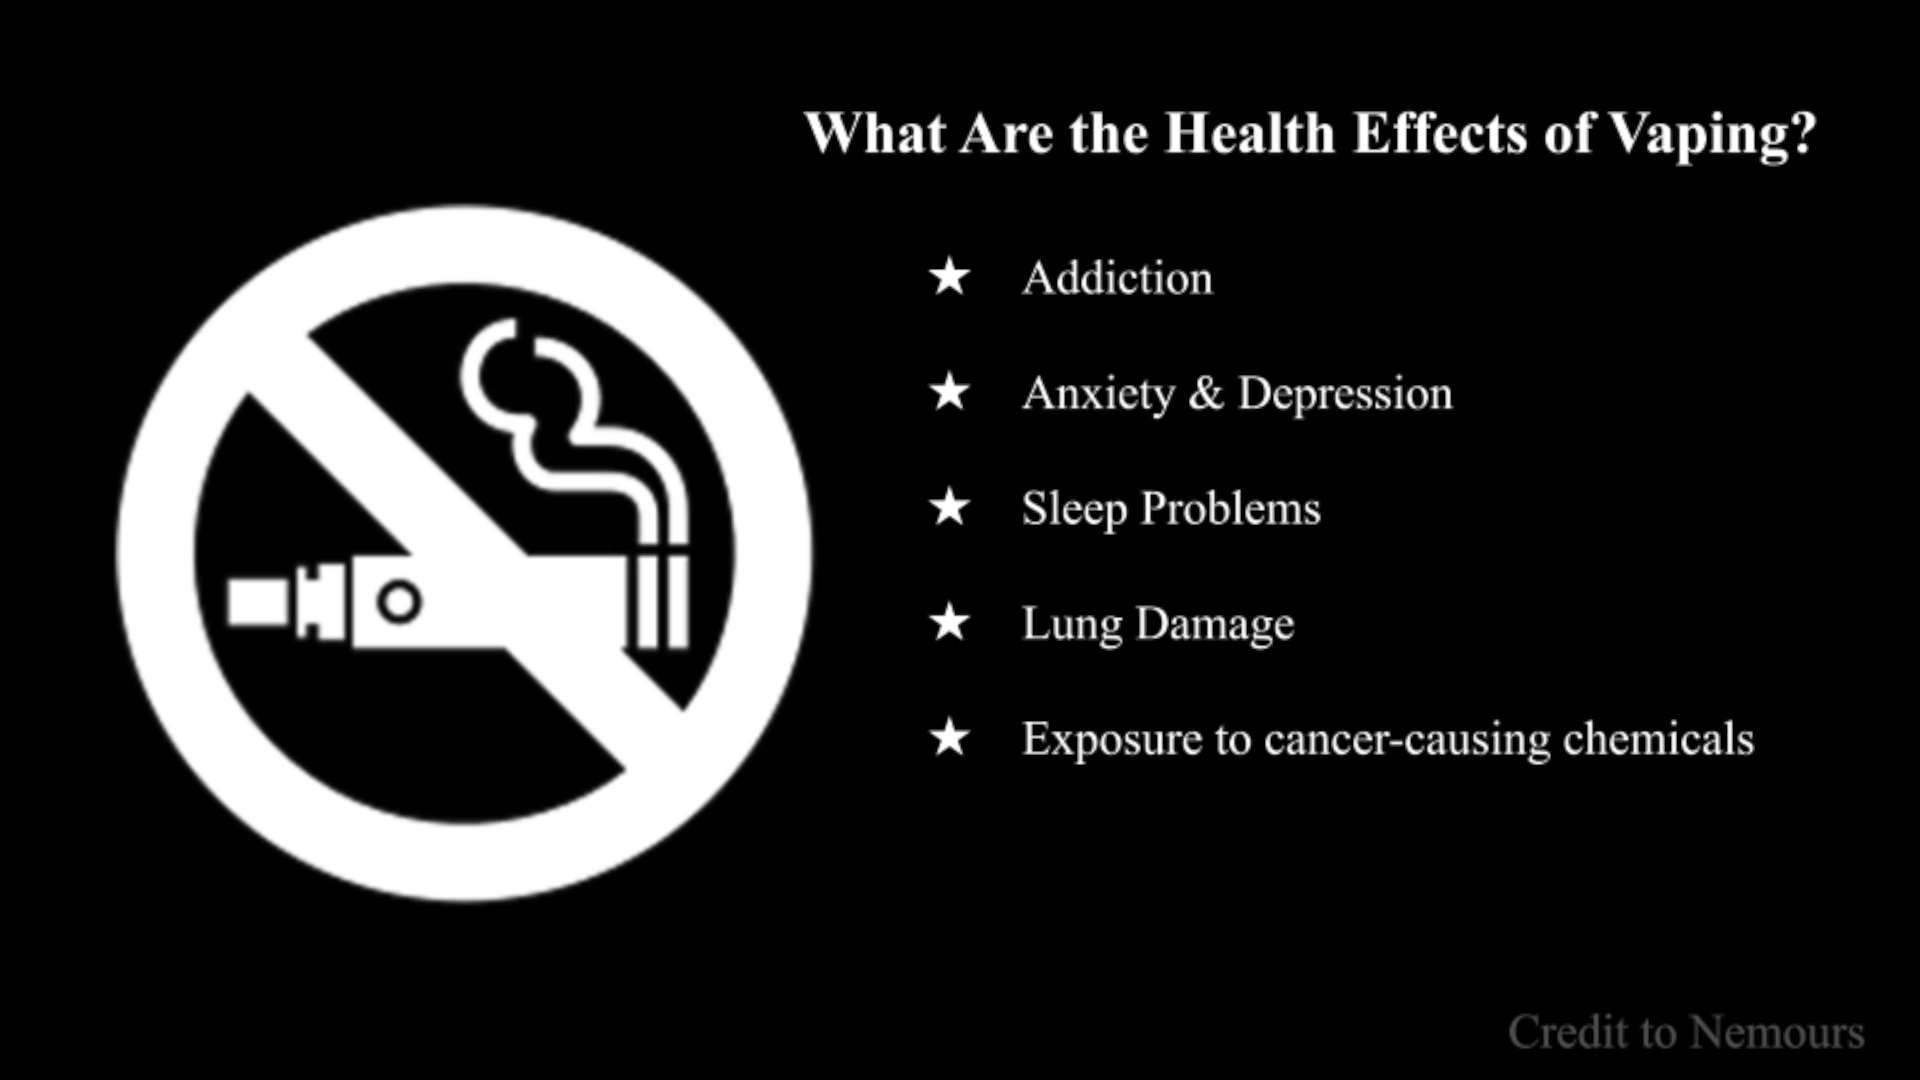 What Are the Health Effects of Vaping?
★ Addiction
★ Anxiety & Depression
★ Sleep Problems
★ Lung Damage
★ Exposure to cancer-causing chemicals
Credit to Nemours